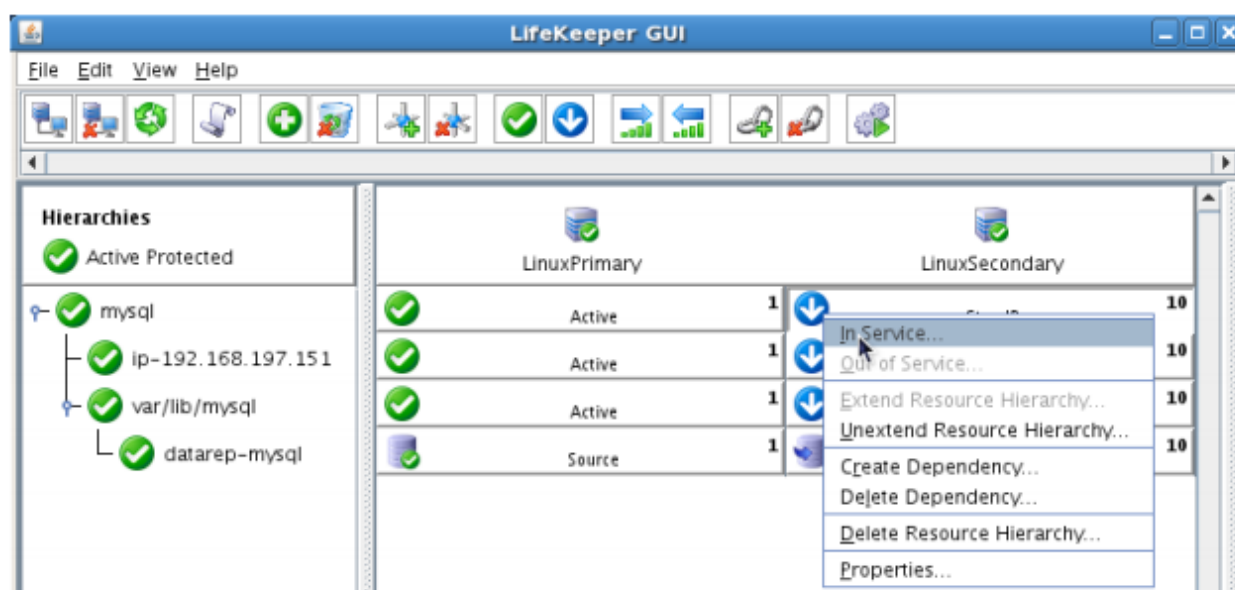 LifeKeeper GUI
File Edit View Help
Hierarchies
Active Protected
LinuxPrimary
LinuxSecondary
mysql
Active 1
10
ip-192.168.197.151
Active 1
10
var/lib/mysql
Active 1
10
datarep-mysql
Source 1
10
In Service...
Out of Service...
Extend Resource Hierarchy...
Unextend Resource Hierarchy...
Create Dependency...
Delete Dependency...
Delete Resource Hierarchy...
Properties...